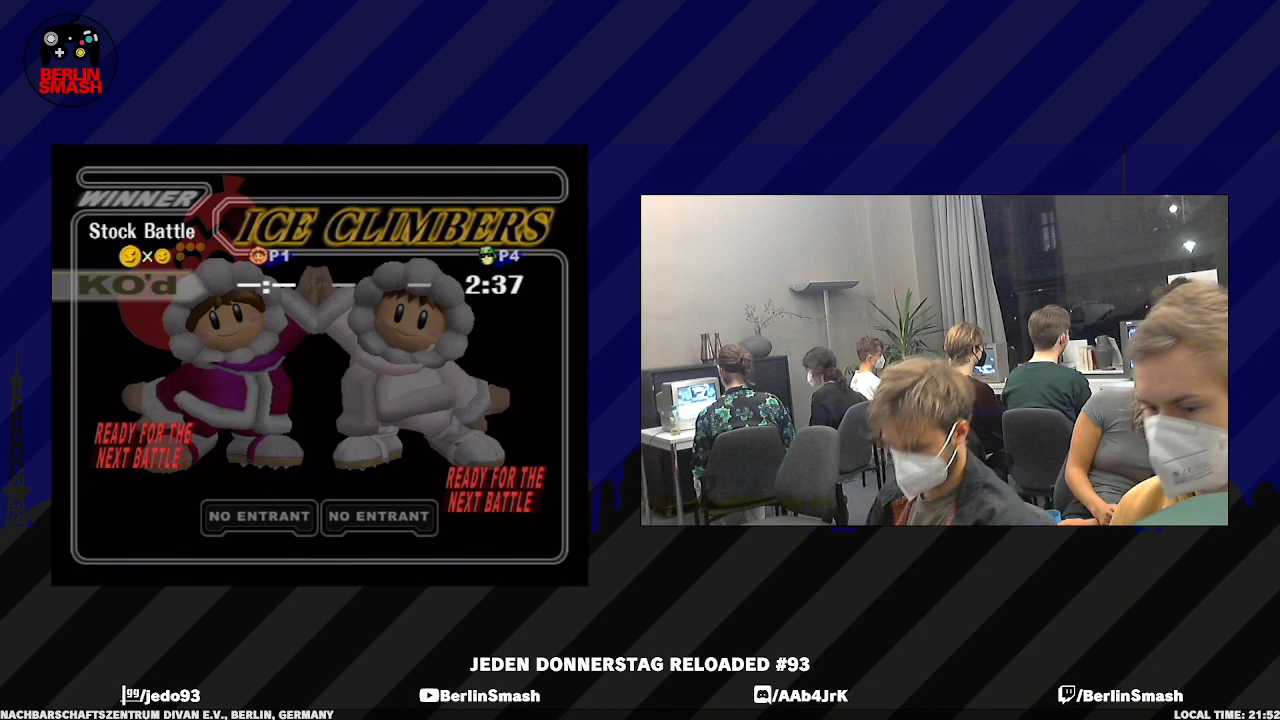 BERLIN
SMASH
WINNER
ICE CLIMBERS
Stock Battle
× P1 P4
KO'd
—:— — — 2:37
READY FOR THE
NEXT BATTLE
READY FOR THE
NEXT BATTLE
NO ENTRANT NO ENTRANT
JEDEN DONNERSTAG RELOADED #93
gg/jedo93 BerlinSmash /AAb4JrK /BerlinSmash
NACHBARSCHAFTSZENTRUM DIVAN E.V., BERLIN, GERMANY LOCAL TIME: 21:52